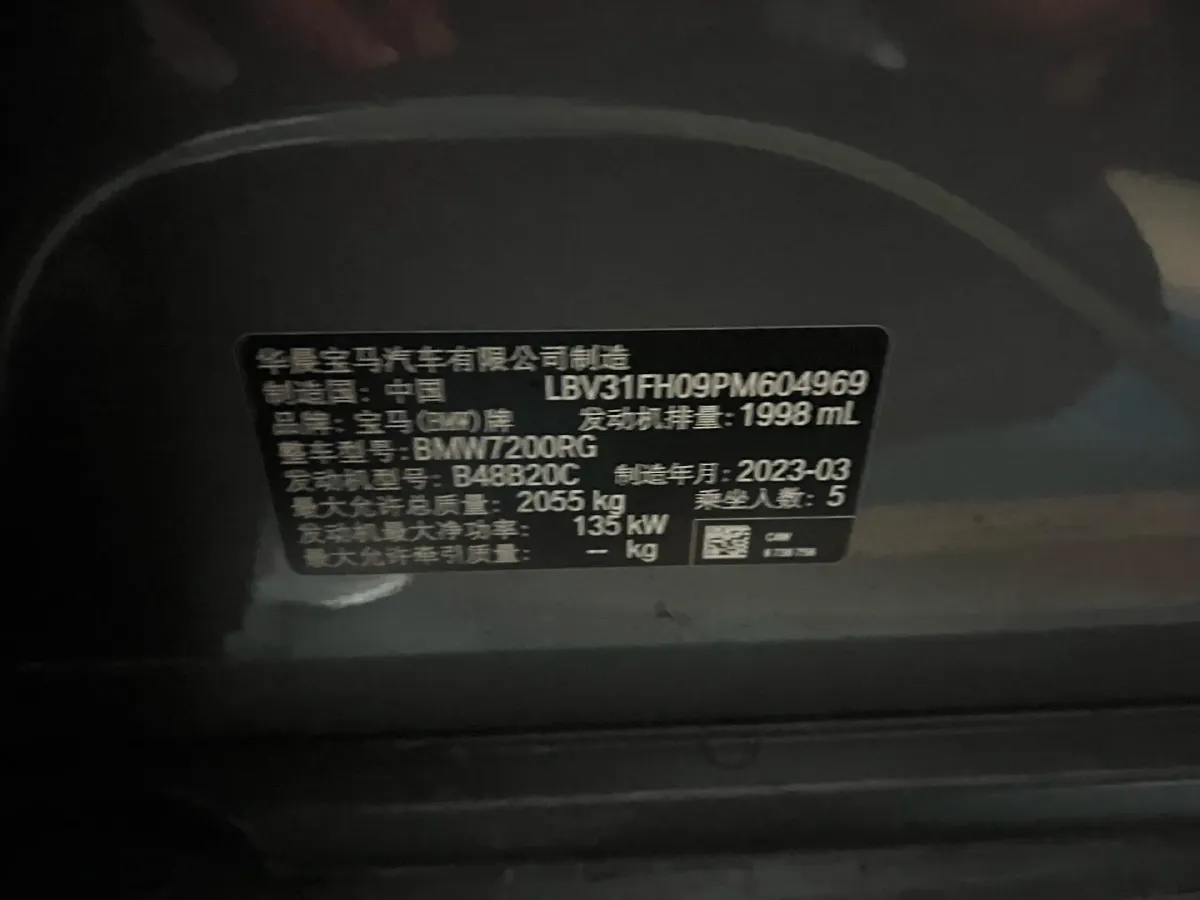 华晨宝马汽车有限公司制造
制造国：中国 LBV31FH09PM604969
品牌：宝马(BMW)牌 发动机排量：1998 mL
整车型号：BMW7200RG
发动机型号：B48B20C 制造年月：2023-03
最大允许总质量：2055 kg 乘坐人数：5
发动机最大净功率：135 kW
最大允许牵引质量：-- kg